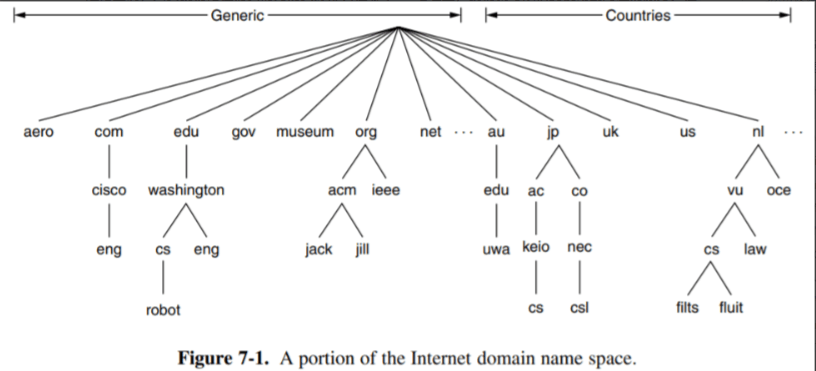 Generic Countries
aero com edu gov museum org net ... au jp uk us nl ...
cisco washington acm ieee edu ac co vu oce
eng cs eng jack jill uwa keio nec cs law
robot cs csl filts fluit
Figure 7-1. A portion of the Internet domain name space.